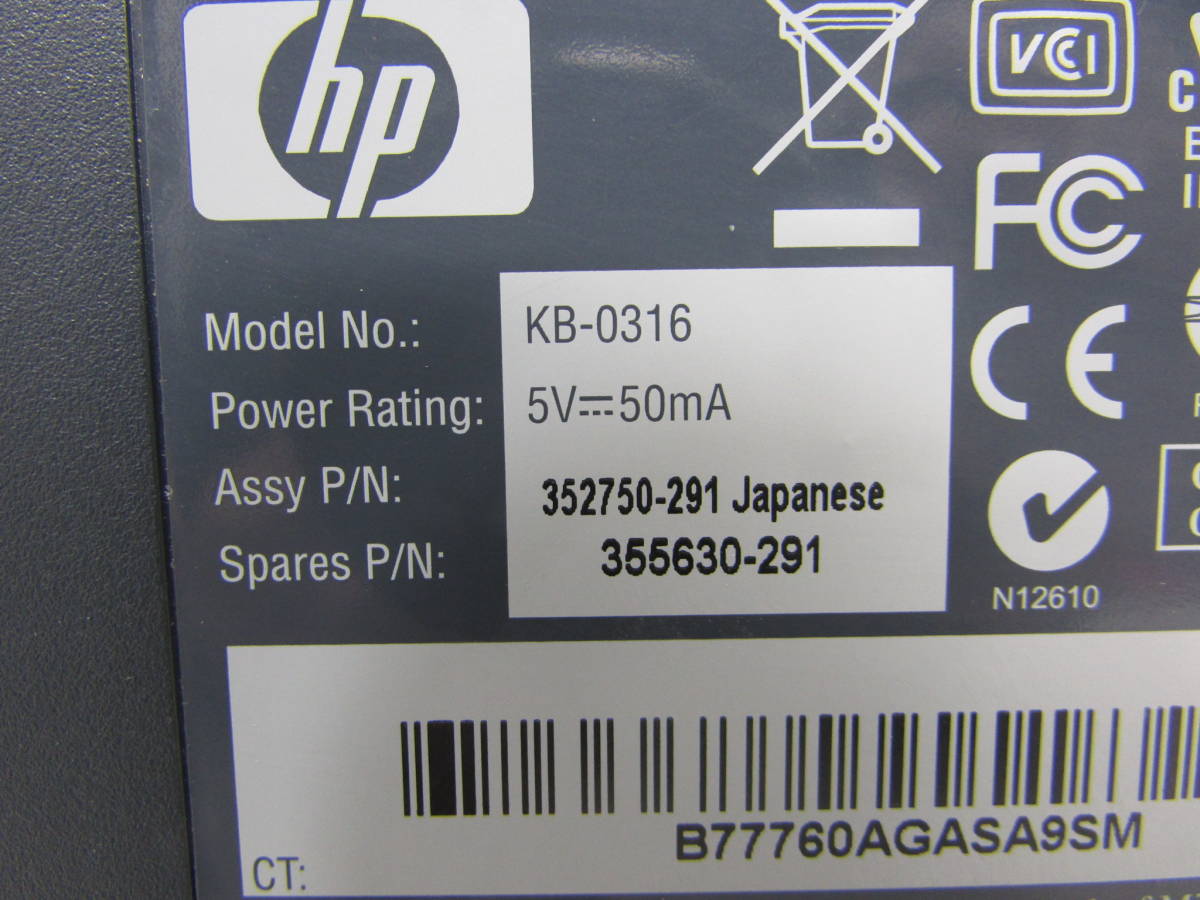 hp
VCCI
FC
CE
Model No.: KB-0316
Power Rating: 5V⎓50mA
Assy P/N: 352750-291 Japanese
Spares P/N: 355630-291
N12610
B77760AGASA9SM
CT: